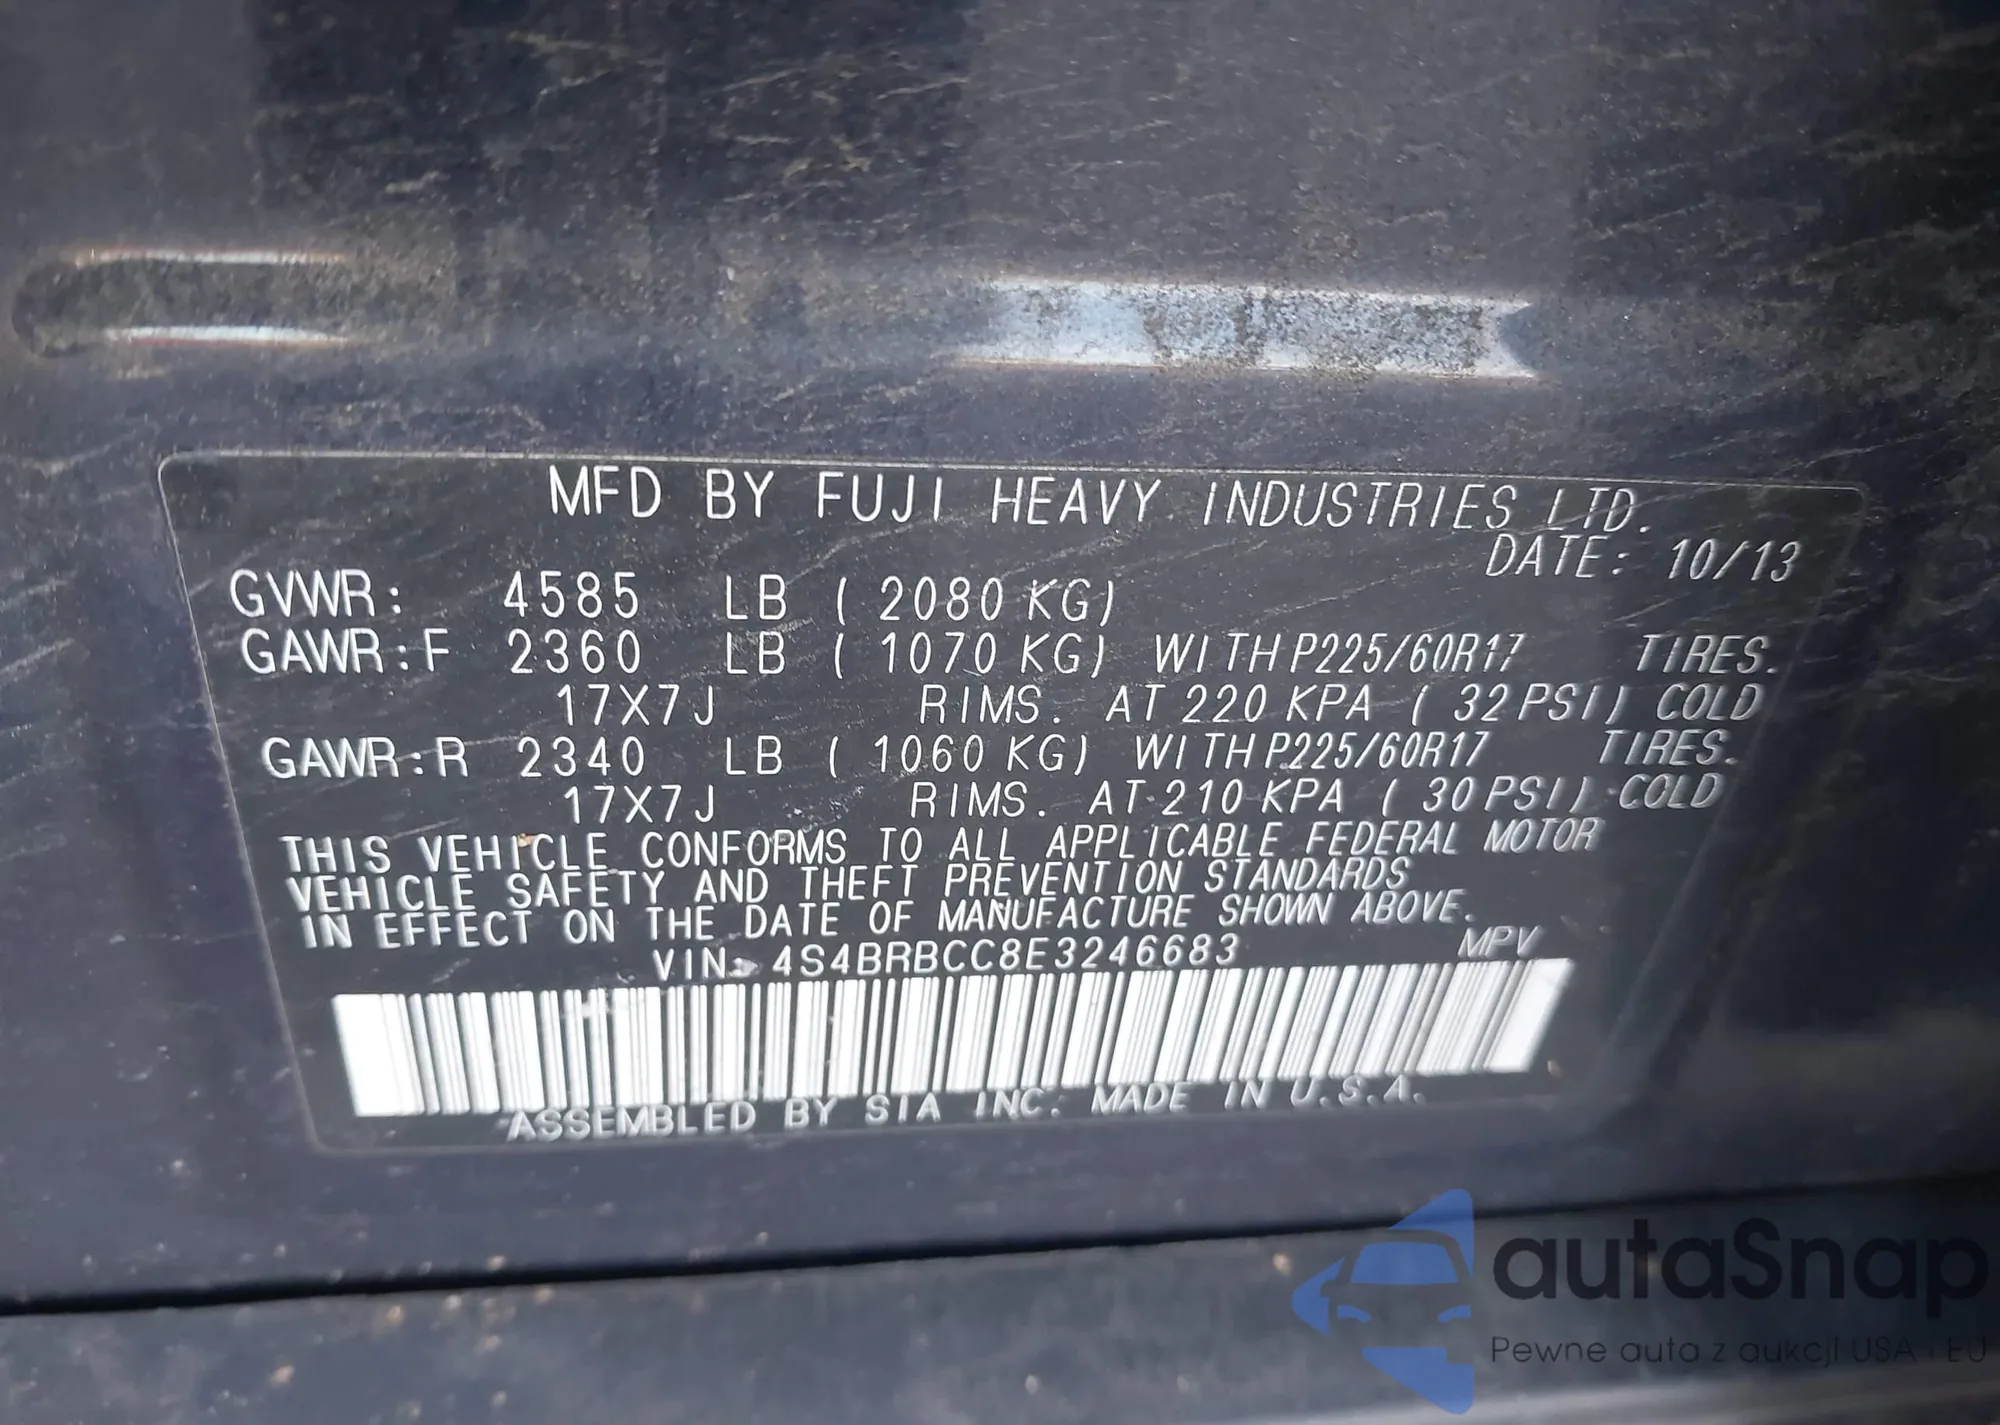 MFD BY FUJI HEAVY INDUSTRIES LTD.
DATE: 10/13
GVWR: 4585 LB ( 2080 KG)
GAWR:F 2360 LB ( 1070 KG) WITH P225/60R17 TIRES.
17X7J RIMS. AT 220 KPA ( 32 PSI) COLD
GAWR:R 2340 LB ( 1060 KG) WITH P225/60R17 TIRES.
17X7J RIMS. AT 210 KPA ( 30 PSI) COLD
THIS VEHICLE CONFORMS TO ALL APPLICABLE FEDERAL MOTOR
VEHICLE SAFETY AND THEFT PREVENTION STANDARDS
IN EFFECT ON THE DATE OF MANUFACTURE SHOWN ABOVE.
VIN: 4S4BRBCC8E3246683 MPV
ASSEMBLED BY SIA INC. MADE IN U.S.A.
autaSnap
Pewne auta z aukcji USA i EU